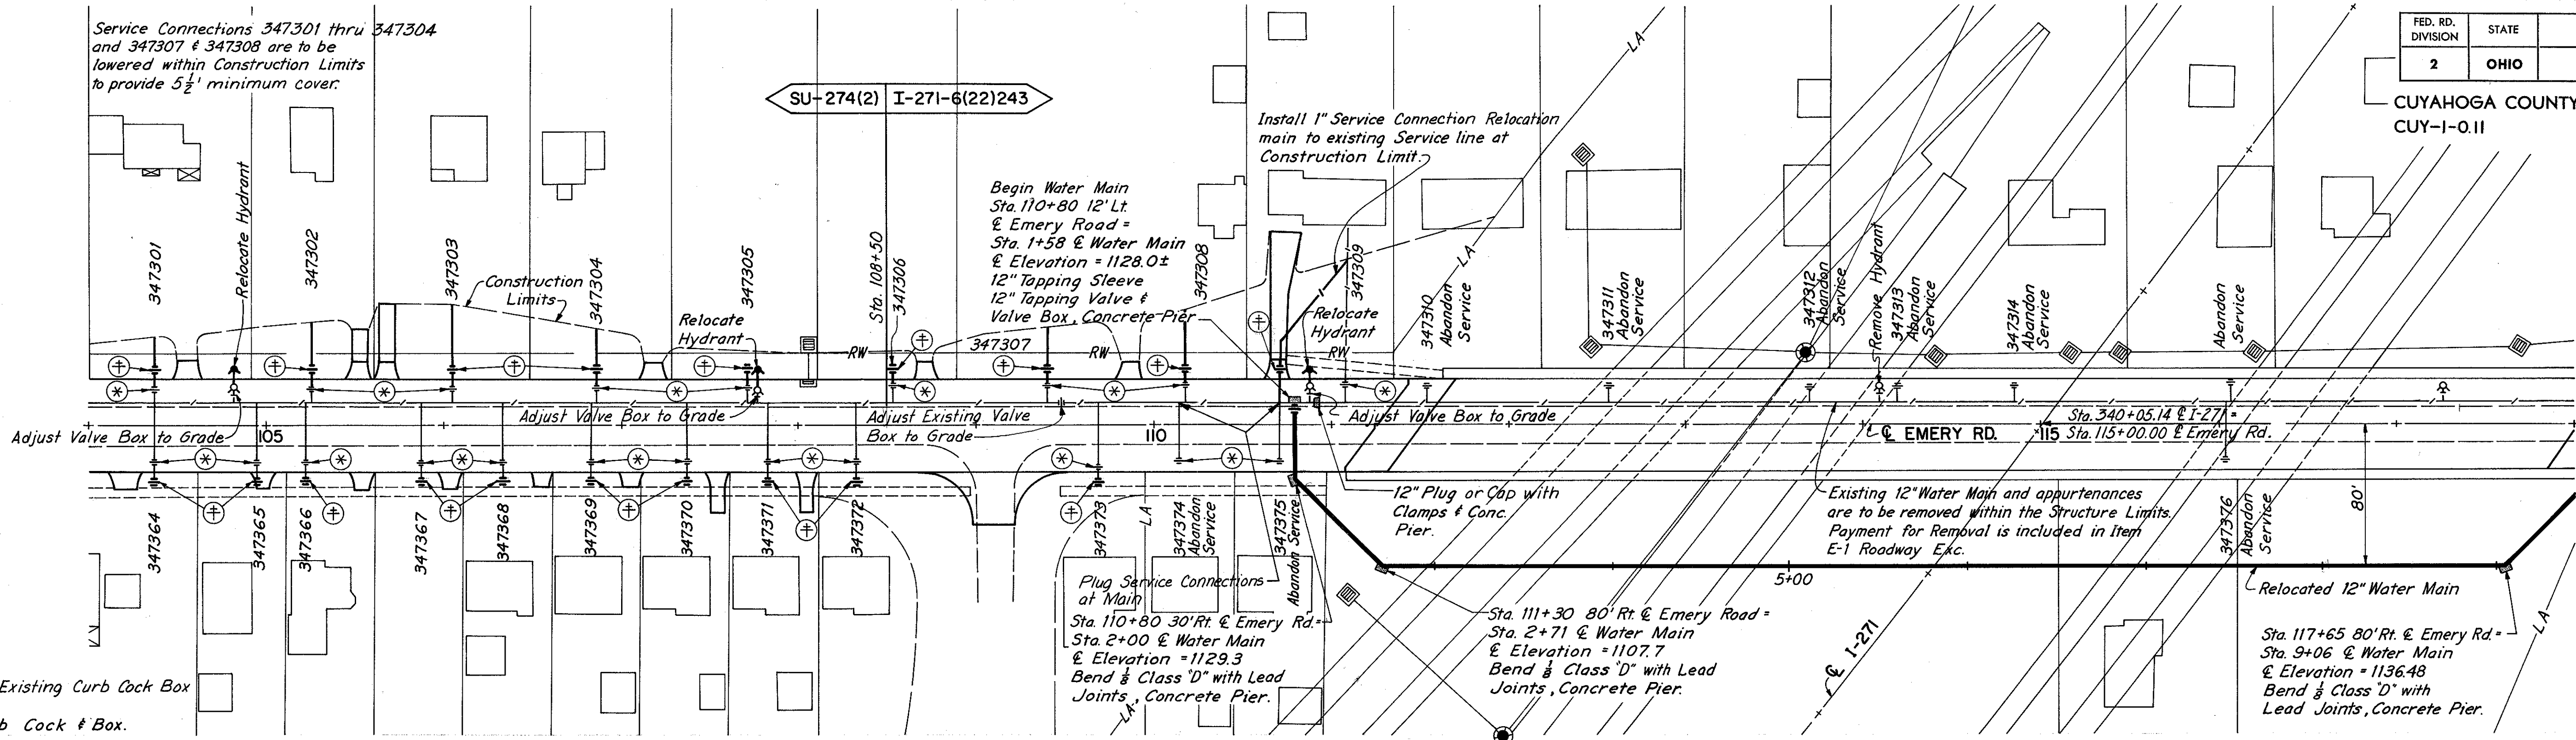 Service Connections 347301 thru 347304
and 347307 & 347308 are to be
lowered within Construction Limits
to provide 5 1/2' minimum cover.
SU-274(2) I-271-6(22)243
FED. RD. DIVISION
STATE
2
OHIO
CUYAHOGA COUNTY
CUY-1-0.11
Install 1" Service Connection Relocation
main to existing Service line at
Construction Limit.
LA
Begin Water Main
Sta. 110+80 12' Lt.
℄ Emery Road =
Sta. 1+58 ℄ Water Main
℄ Elevation = 1128.0±
12" Tapping Sleeve
12" Tapping Valve &
Valve Box, Concrete Pier
347301
Relocate Hydrant
347302
347303
Construction
Limits
347304
Relocate
Hydrant
347305
Sta. 108+50
347306
347307
347308
RW
Relocate
Hydrant
347309
RW
LA
347310
Abandon
Service
347311
Abandon
Service
347312
Abandon
Service
Remove Hydrant
347313
Abandon
Service
347314
Abandon
Service
Abandon
Service
Adjust Valve Box to Grade
105
Adjust Valve Box to Grade
Adjust Existing Valve
Box to Grade
110
Adjust Valve Box to Grade
℄ EMERY RD.
115
Sta. 340+05.14 ℄ I-271 =
Sta. 115+00.00 ℄ Emery Rd.
347364
347365
347366
347367
347368
347369
347370
347371
347372
347373
LA
347374
Abandon
Service
347375
Abandon Service
12" Plug or Cap with
Clamps & Conc.
Pier.
Existing 12" Water Main and appurtenances
are to be removed within the Structure Limits.
Payment for Removal is included in Item
E-1 Roadway Exc.
347376
Abandon
Service
80'
5+00
Relocated 12" Water Main
Plug Service Connections
at Main
Sta. 110+80 30' Rt. ℄ Emery Rd. =
Sta. 2+00 ℄ Water Main
℄ Elevation = 1129.3
Bend 1/8 Class "D" with Lead
Joints, Concrete Pier.
LA
Sta. 111+30 80' Rt. ℄ Emery Road =
Sta. 2+71 ℄ Water Main
℄ Elevation = 1107.7
Bend 1/8 Class "D" with Lead
Joints, Concrete Pier.
℄ I-271
Sta. 117+65 80' Rt. ℄ Emery Rd. =
Sta. 9+06 ℄ Water Main
℄ Elevation = 1136.48
Bend 1/8 Class "D" with
Lead Joints, Concrete Pier.
LA
Existing Curb Cock Box
b Cock & Box.